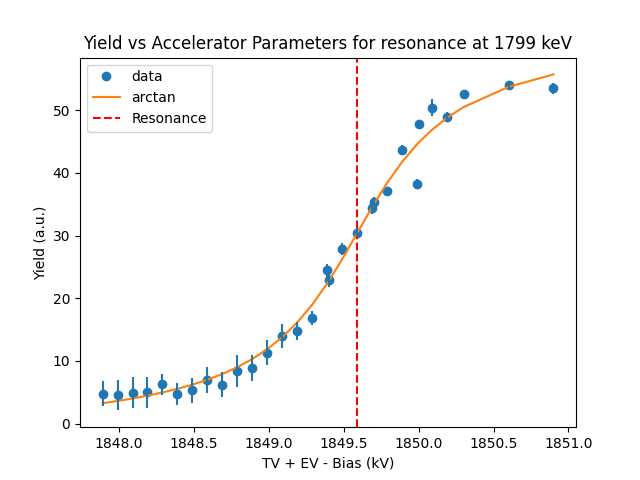 Yield vs Accelerator Parameters for resonance at 1799 keV
data
arctan
Resonance
50
40
30
20
10
0
Yield (a.u.)
1848.0 1848.5 1849.0 1849.5 1850.0 1850.5 1851.0
TV + EV - Bias (kV)